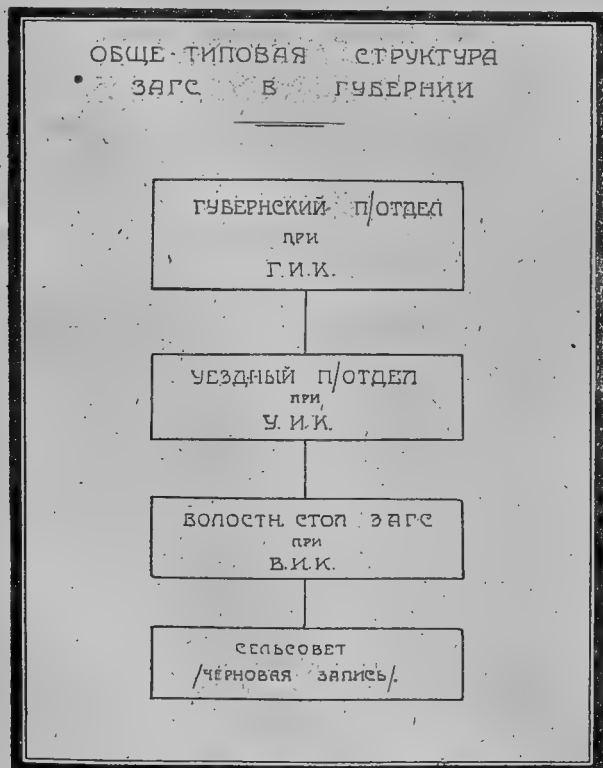 ОБЩЕ-ТИПОВАЯ СТРУКТУРА
ЗАГС В ГУБЕРНИИ
ГУБЕРНСКИЙ П/ОТДЕЛ
ПРИ
Г.И.К.
УЕЗДНЫЙ П/ОТДЕЛ
ПРИ
У.И.К.
ВОЛОСТН. СТОЛ ЗАГС
ПРИ
В.И.К.
СЕЛЬСОВЕТ
/ЧЕРНОВАЯ ЗАПИСЬ/.